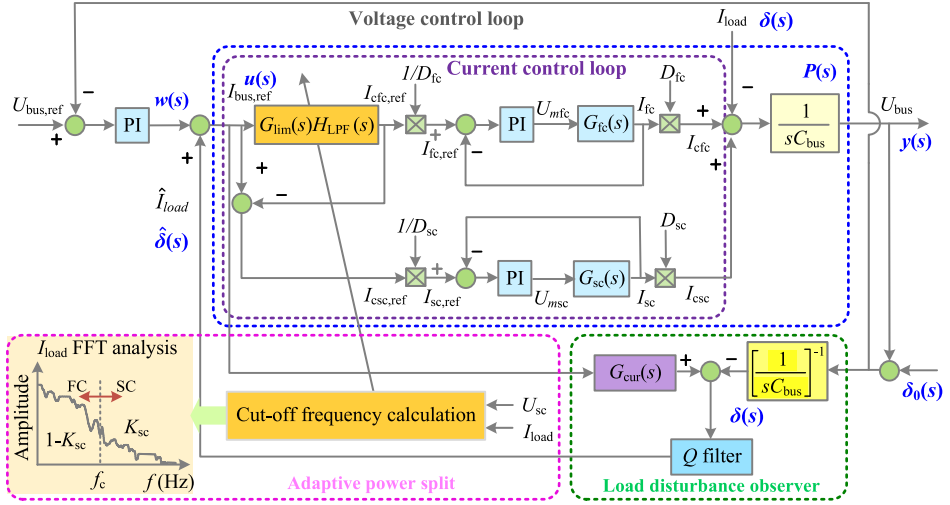 Voltage control loop
I_load
δ(s)
Current control loop
P(s)
U_bus,ref
−
+
PI
w(s)
+
+
u(s)
I_bus,ref
G_lim(s)H_LPF(s)
I_cfc,ref
1/D_fc
+
I_fc,ref
−
PI
U_mfc
G_fc(s)
I_fc
D_fc
I_cfc
+
−
+
1
sC_bus
U_bus
y(s)
+
−
Î_load
δ̂(s)
1/D_sc
I_csc,ref
+
I_sc,ref
−
PI
U_msc
G_sc(s)
I_sc
D_sc
I_csc
I_load FFT analysis
Amplitude
FC
SC
1-K_sc
K_sc
f_c
f (Hz)
Cut-off frequency calculation
U_sc
I_load
Adaptive power split
G_cur(s)
+
−
[1
sC_bus]^-1
δ_0(s)
δ(s)
Q filter
Load disturbance observer